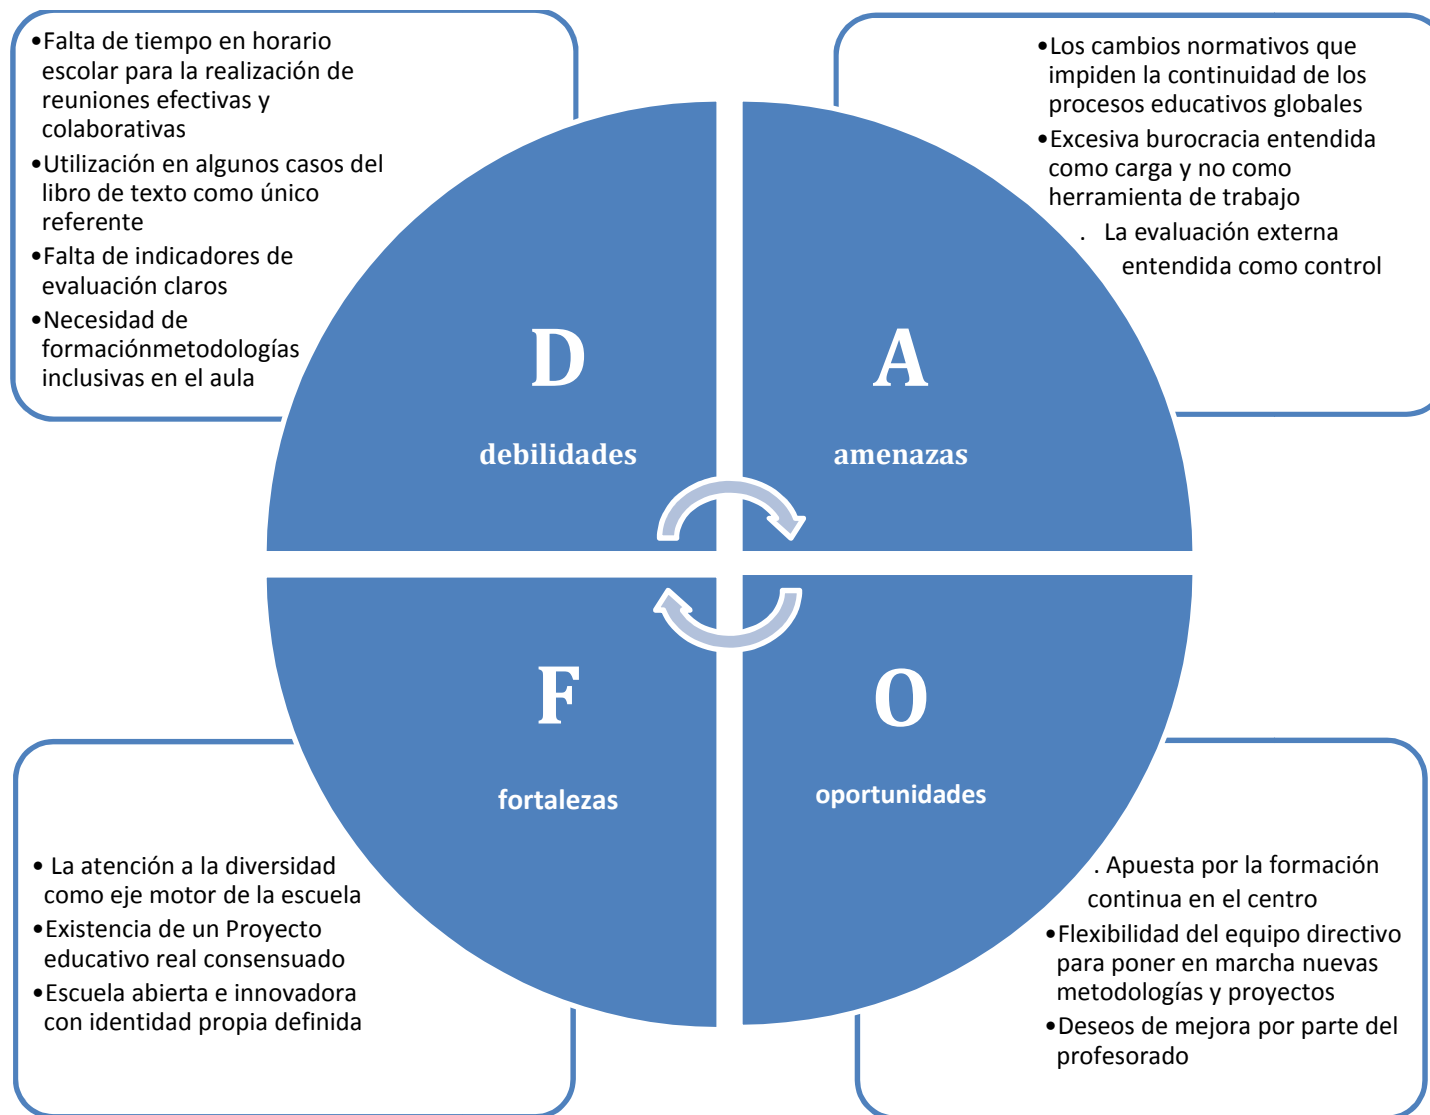 •Falta de tiempo en horario
escolar para la realización de
reuniones efectivas y
colaborativas
•Utilización en algunos casos del
libro de texto como único
referente
•Falta de indicadores de
evaluación claros
•Necesidad de
formaciónmetodologías
inclusivas en el aula
D
debilidades
•Los cambios normativos que
impiden la continuidad de los
procesos educativos globales
•Excesiva burocracia entendida
como carga y no como
herramienta de trabajo
. La evaluación externa
entendida como control
A
amenazas
F
fortalezas
• La atención a la diversidad
como eje motor de la escuela
•Existencia de un Proyecto
educativo real consensuado
•Escuela abierta e innovadora
con identidad propia definida
O
oportunidades
. Apuesta por la formación
continua en el centro
•Flexibilidad del equipo directivo
para poner en marcha nuevas
metodologías y proyectos
•Deseos de mejora por parte del
profesorado